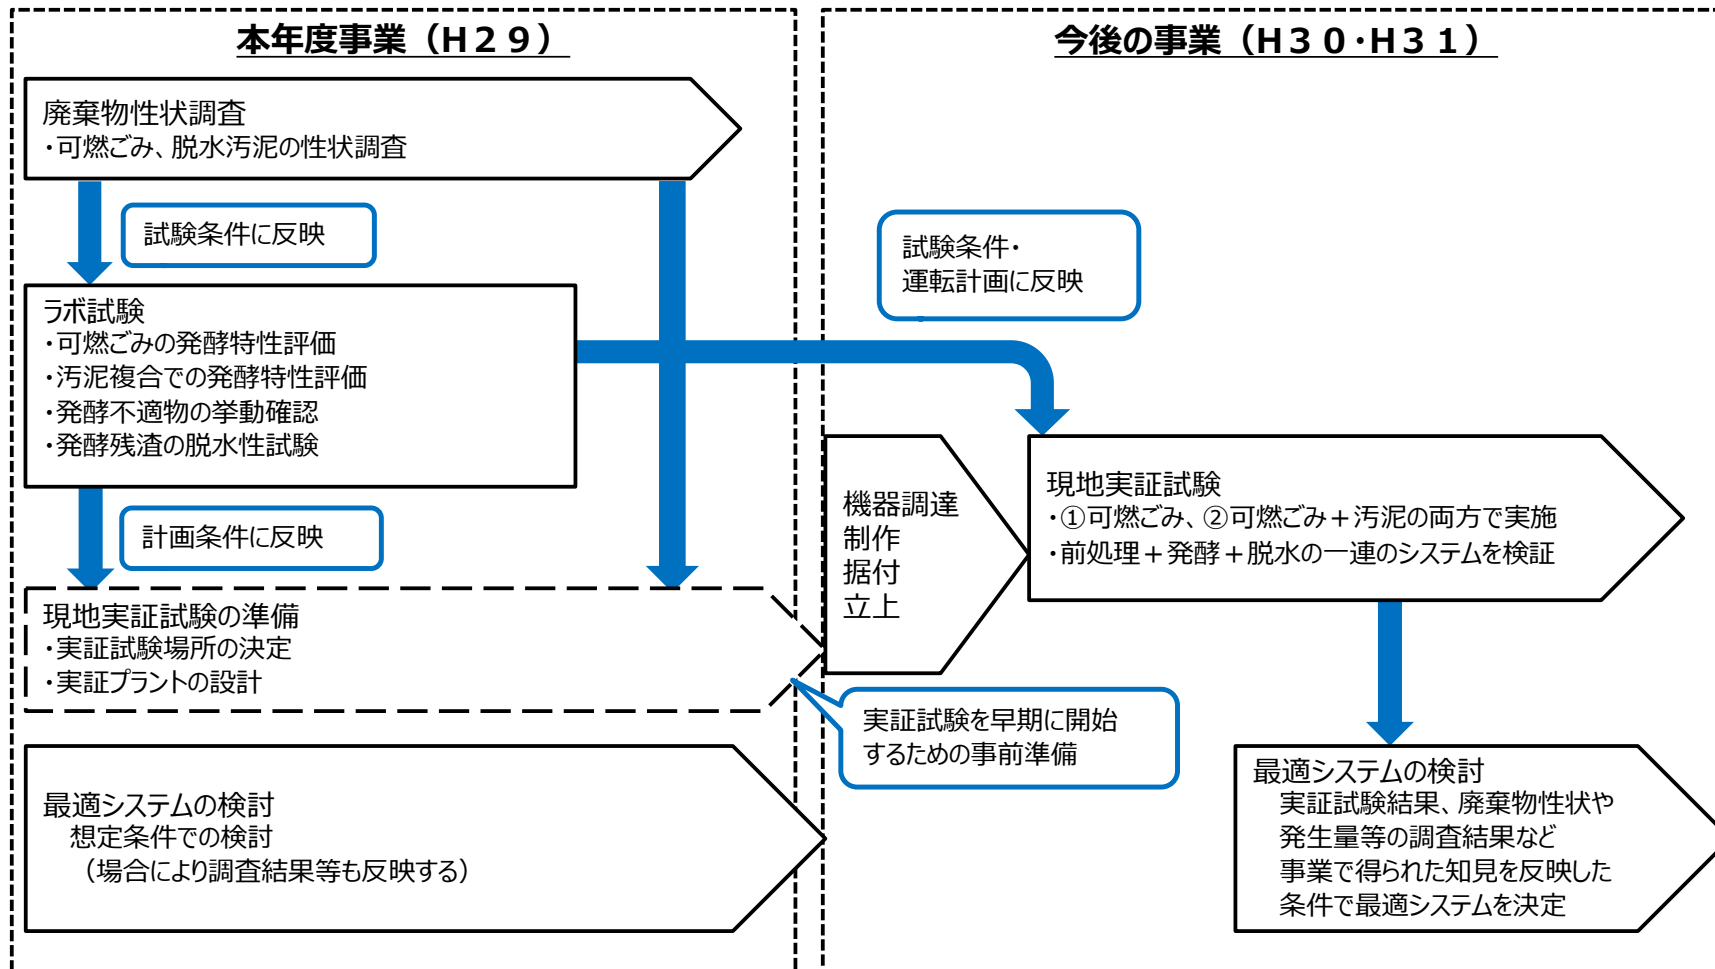 本年度事業（H２９）
廃棄物性状調査
・可燃ごみ、脱水汚泥の性状調査
試験条件に反映
ラボ試験
・可燃ごみの発酵特性評価
・汚泥複合での発酵特性評価
・発酵不適物の挙動確認
・発酵残渣の脱水性試験
計画条件に反映
現地実証試験の準備
・実証試験場所の決定
・実証プラントの設計
最適システムの検討
想定条件での検討
（場合により調査結果等も反映する）
今後の事業（H３０・H３１）
試験条件・
運転計画に反映
機器調達
制作
据付
立上
現地実証試験
・①可燃ごみ、②可燃ごみ＋汚泥の両方で実施
・前処理＋発酵＋脱水の一連のシステムを検証
実証試験を早期に開始
するための事前準備
最適システムの検討
実証試験結果、廃棄物性状や
発生量等の調査結果など
事業で得られた知見を反映した
条件で最適システムを決定